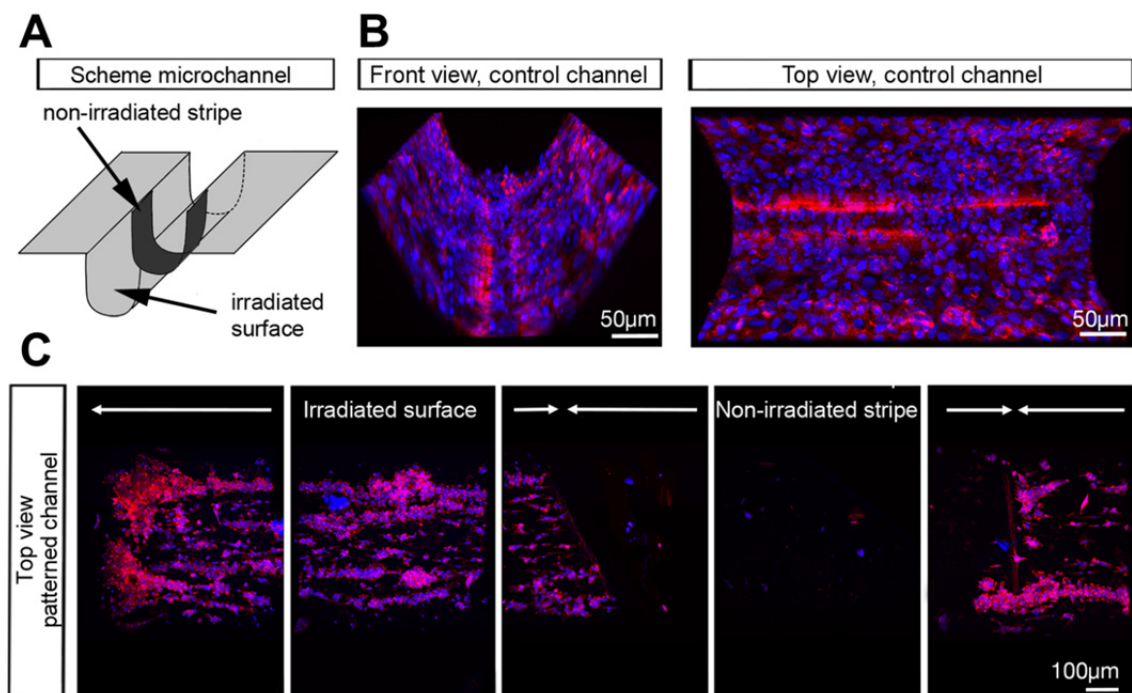 A
Scheme microchannel
non-irradiated stripe
irradiated
surface
B
Front view, control channel
50µm
Top view, control channel
50µm
C
Top view
patterned channel
Irradiated surface
Non-irradiated stripe
100µm